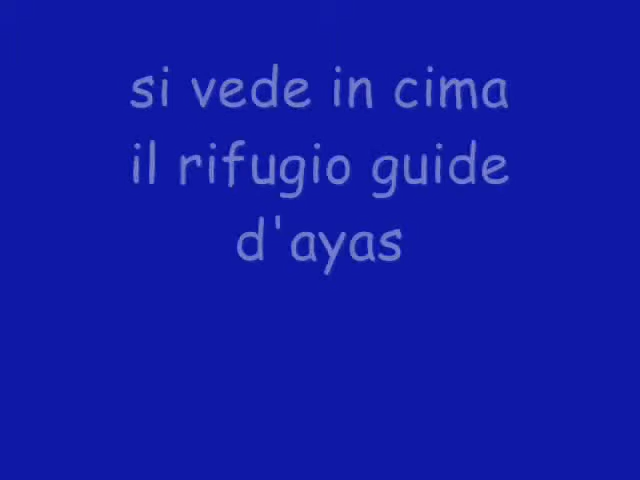 si vede in cima
il rifugio guide
d'ayas